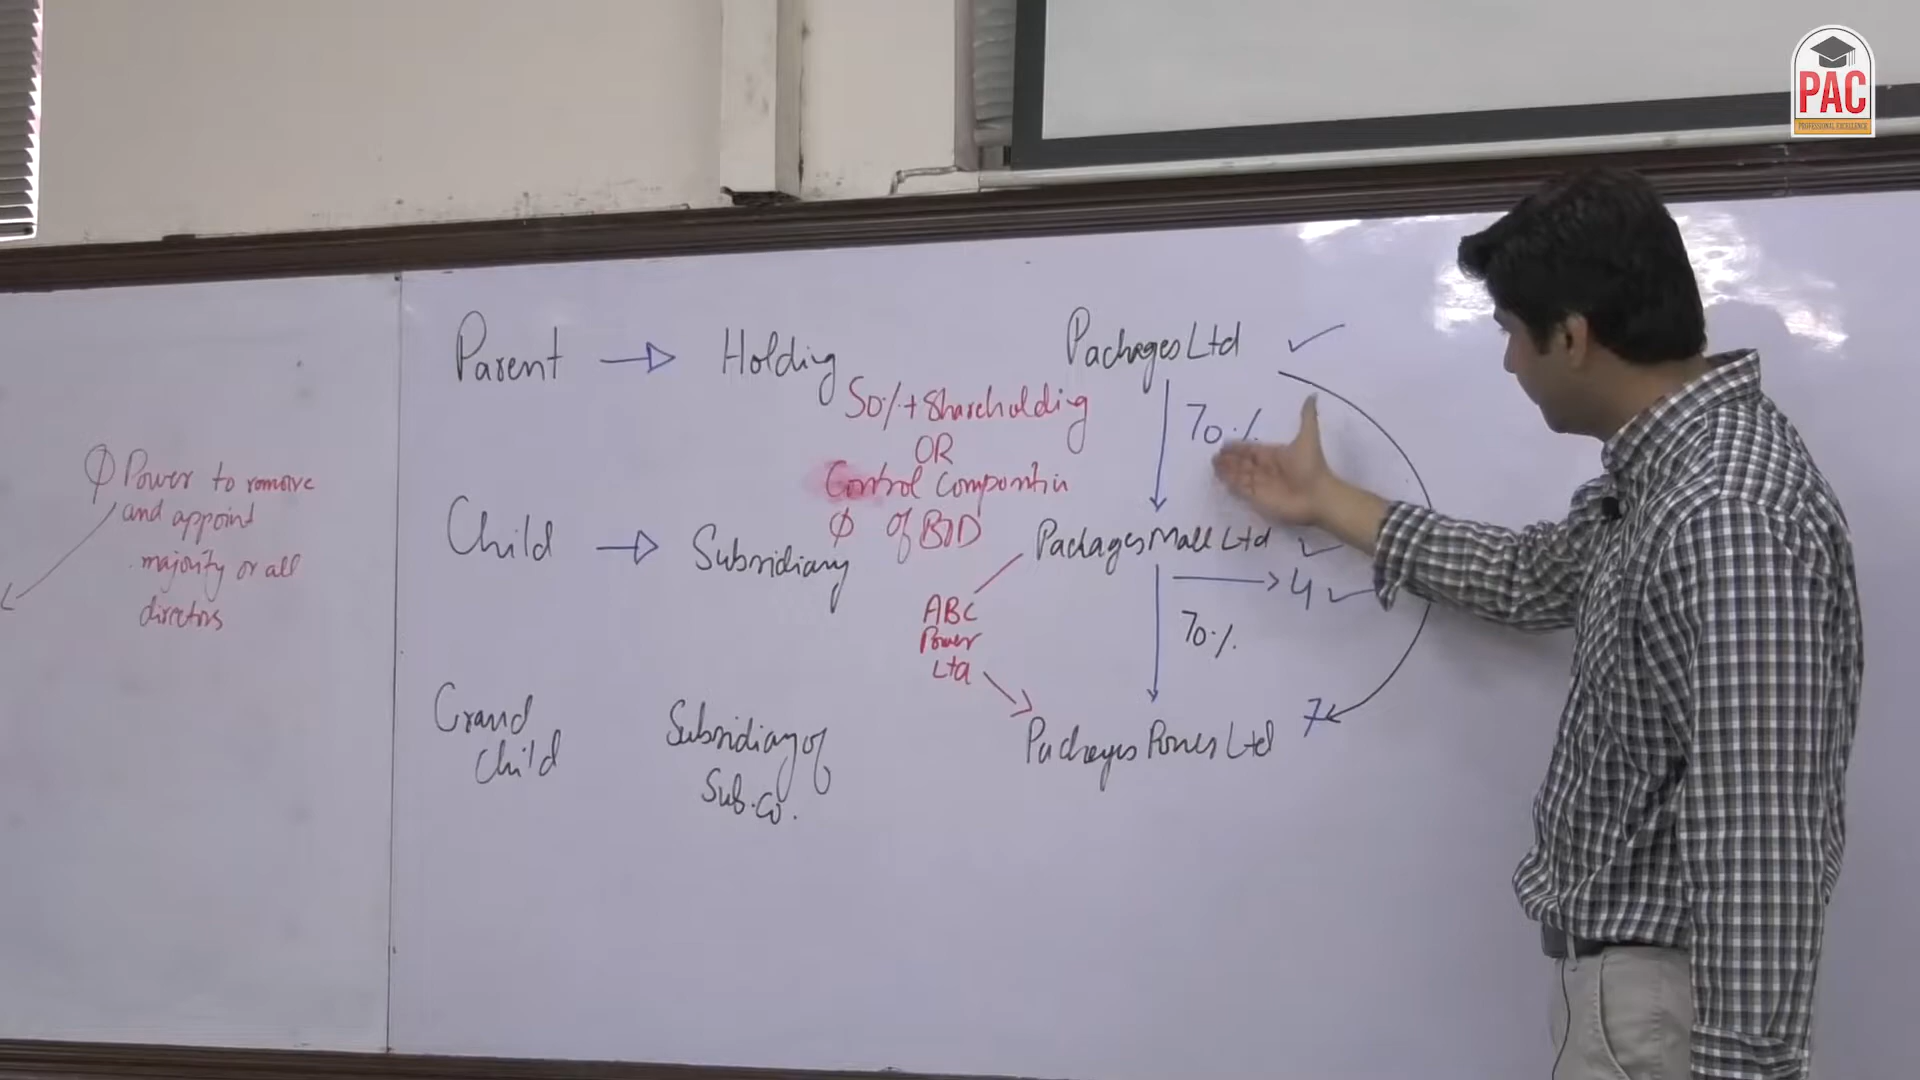 PAC
PROFESSIONAL EXCELLENCE
φ Power to remove
and appoint
majority or all
directors
Parent → Holding
50%+ Shareholding
OR
Control Composition
φ of BOD
Child → Subsidiary
Grand
Child
Subsidiary of
Sub. Co.
Packages Ltd ✓
70%
Packages Mall Ltd ✓
→ 4 ✓
70%
ABC
Power
Ltd
Packages Power Ltd 7